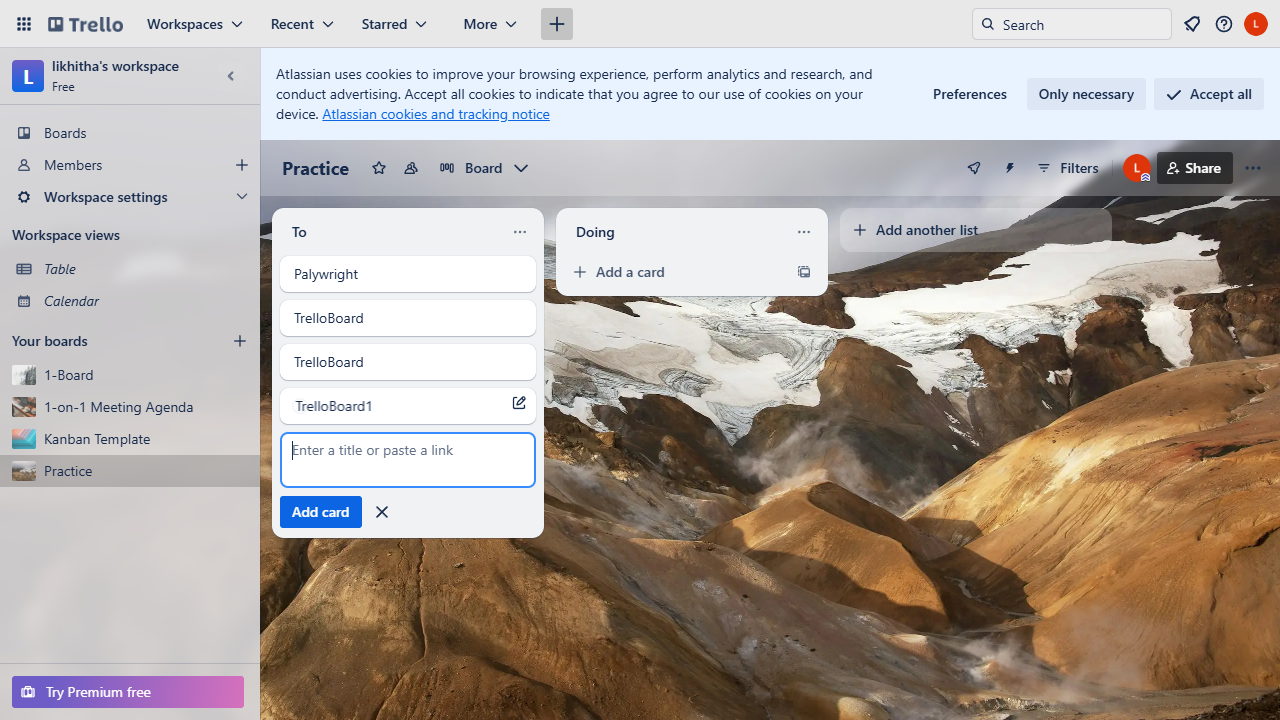 Trello
Workspaces
Recent
Starred
More
Search
L
L
likhitha's workspace
Free
Boards
Members
Workspace settings
Workspace views
Table
Calendar
Your boards
1-Board
1-on-1 Meeting Agenda
Kanban Template
Practice
Try Premium free
Atlassian uses cookies to improve your browsing experience, perform analytics and research, and
conduct advertising. Accept all cookies to indicate that you agree to our use of cookies on your
device. Atlassian cookies and tracking notice
Preferences
Only necessary
Accept all
Practice
Board
Filters
L
Share
To
Palywright
TrelloBoard
TrelloBoard
TrelloBoard1
Enter a title or paste a link
Add card
Doing
Add a card
Add another list